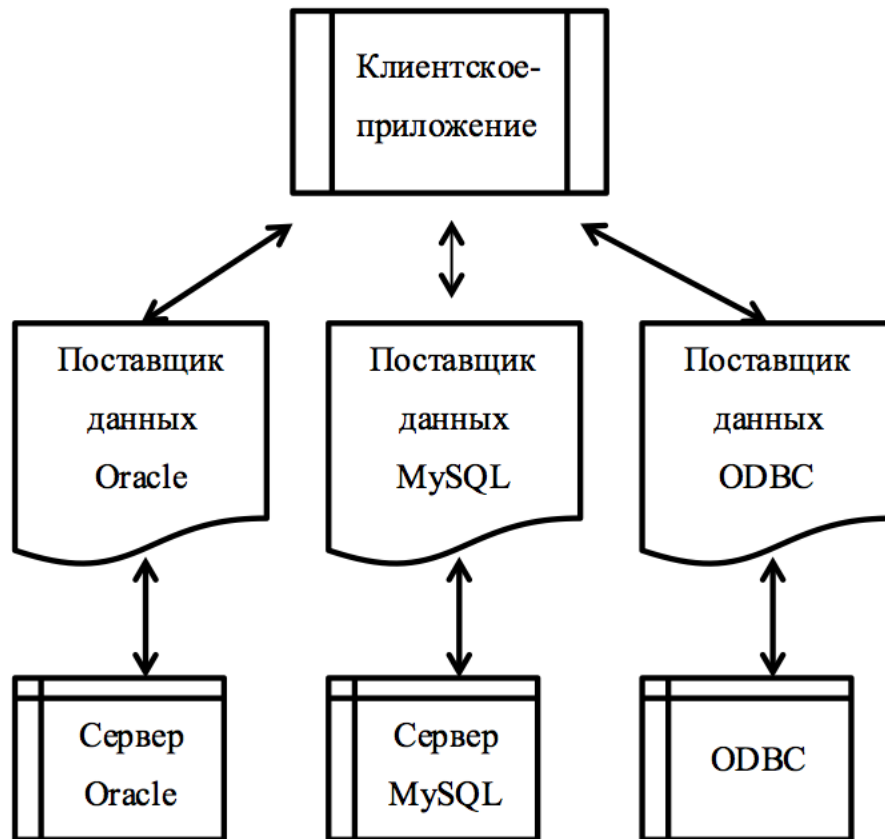 Клиентское-
приложение
Поставщик
данных
Oracle
Поставщик
данных
MySQL
Поставщик
данных
ODBC
Сервер
Oracle
Сервер
MySQL
ODBC